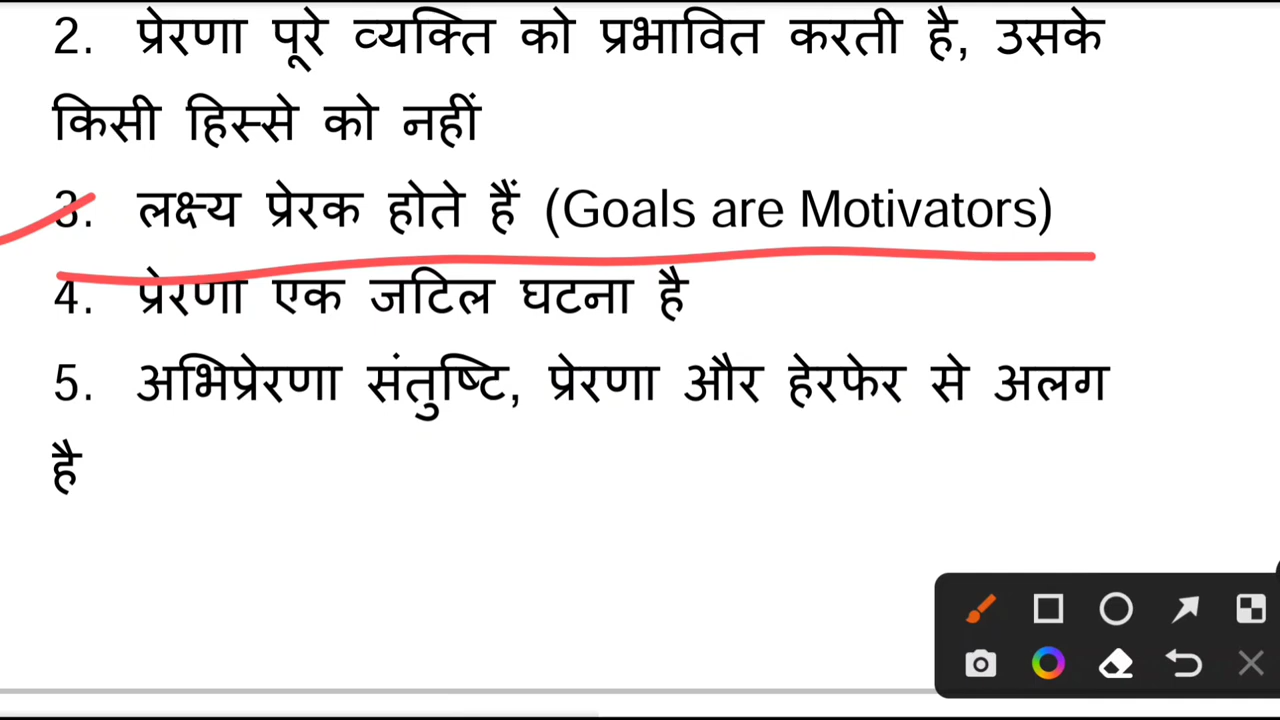 2. प्रेरणा पूरे व्यक्ति को प्रभावित करती है, उसके
किसी हिस्से को नहीं
3. लक्ष्य प्रेरक होते हैं (Goals are Motivators)
4. प्रेरणा एक जटिल घटना है
5. अभिप्रेरणा संतुष्टि, प्रेरणा और हेरफेर से अलग
है